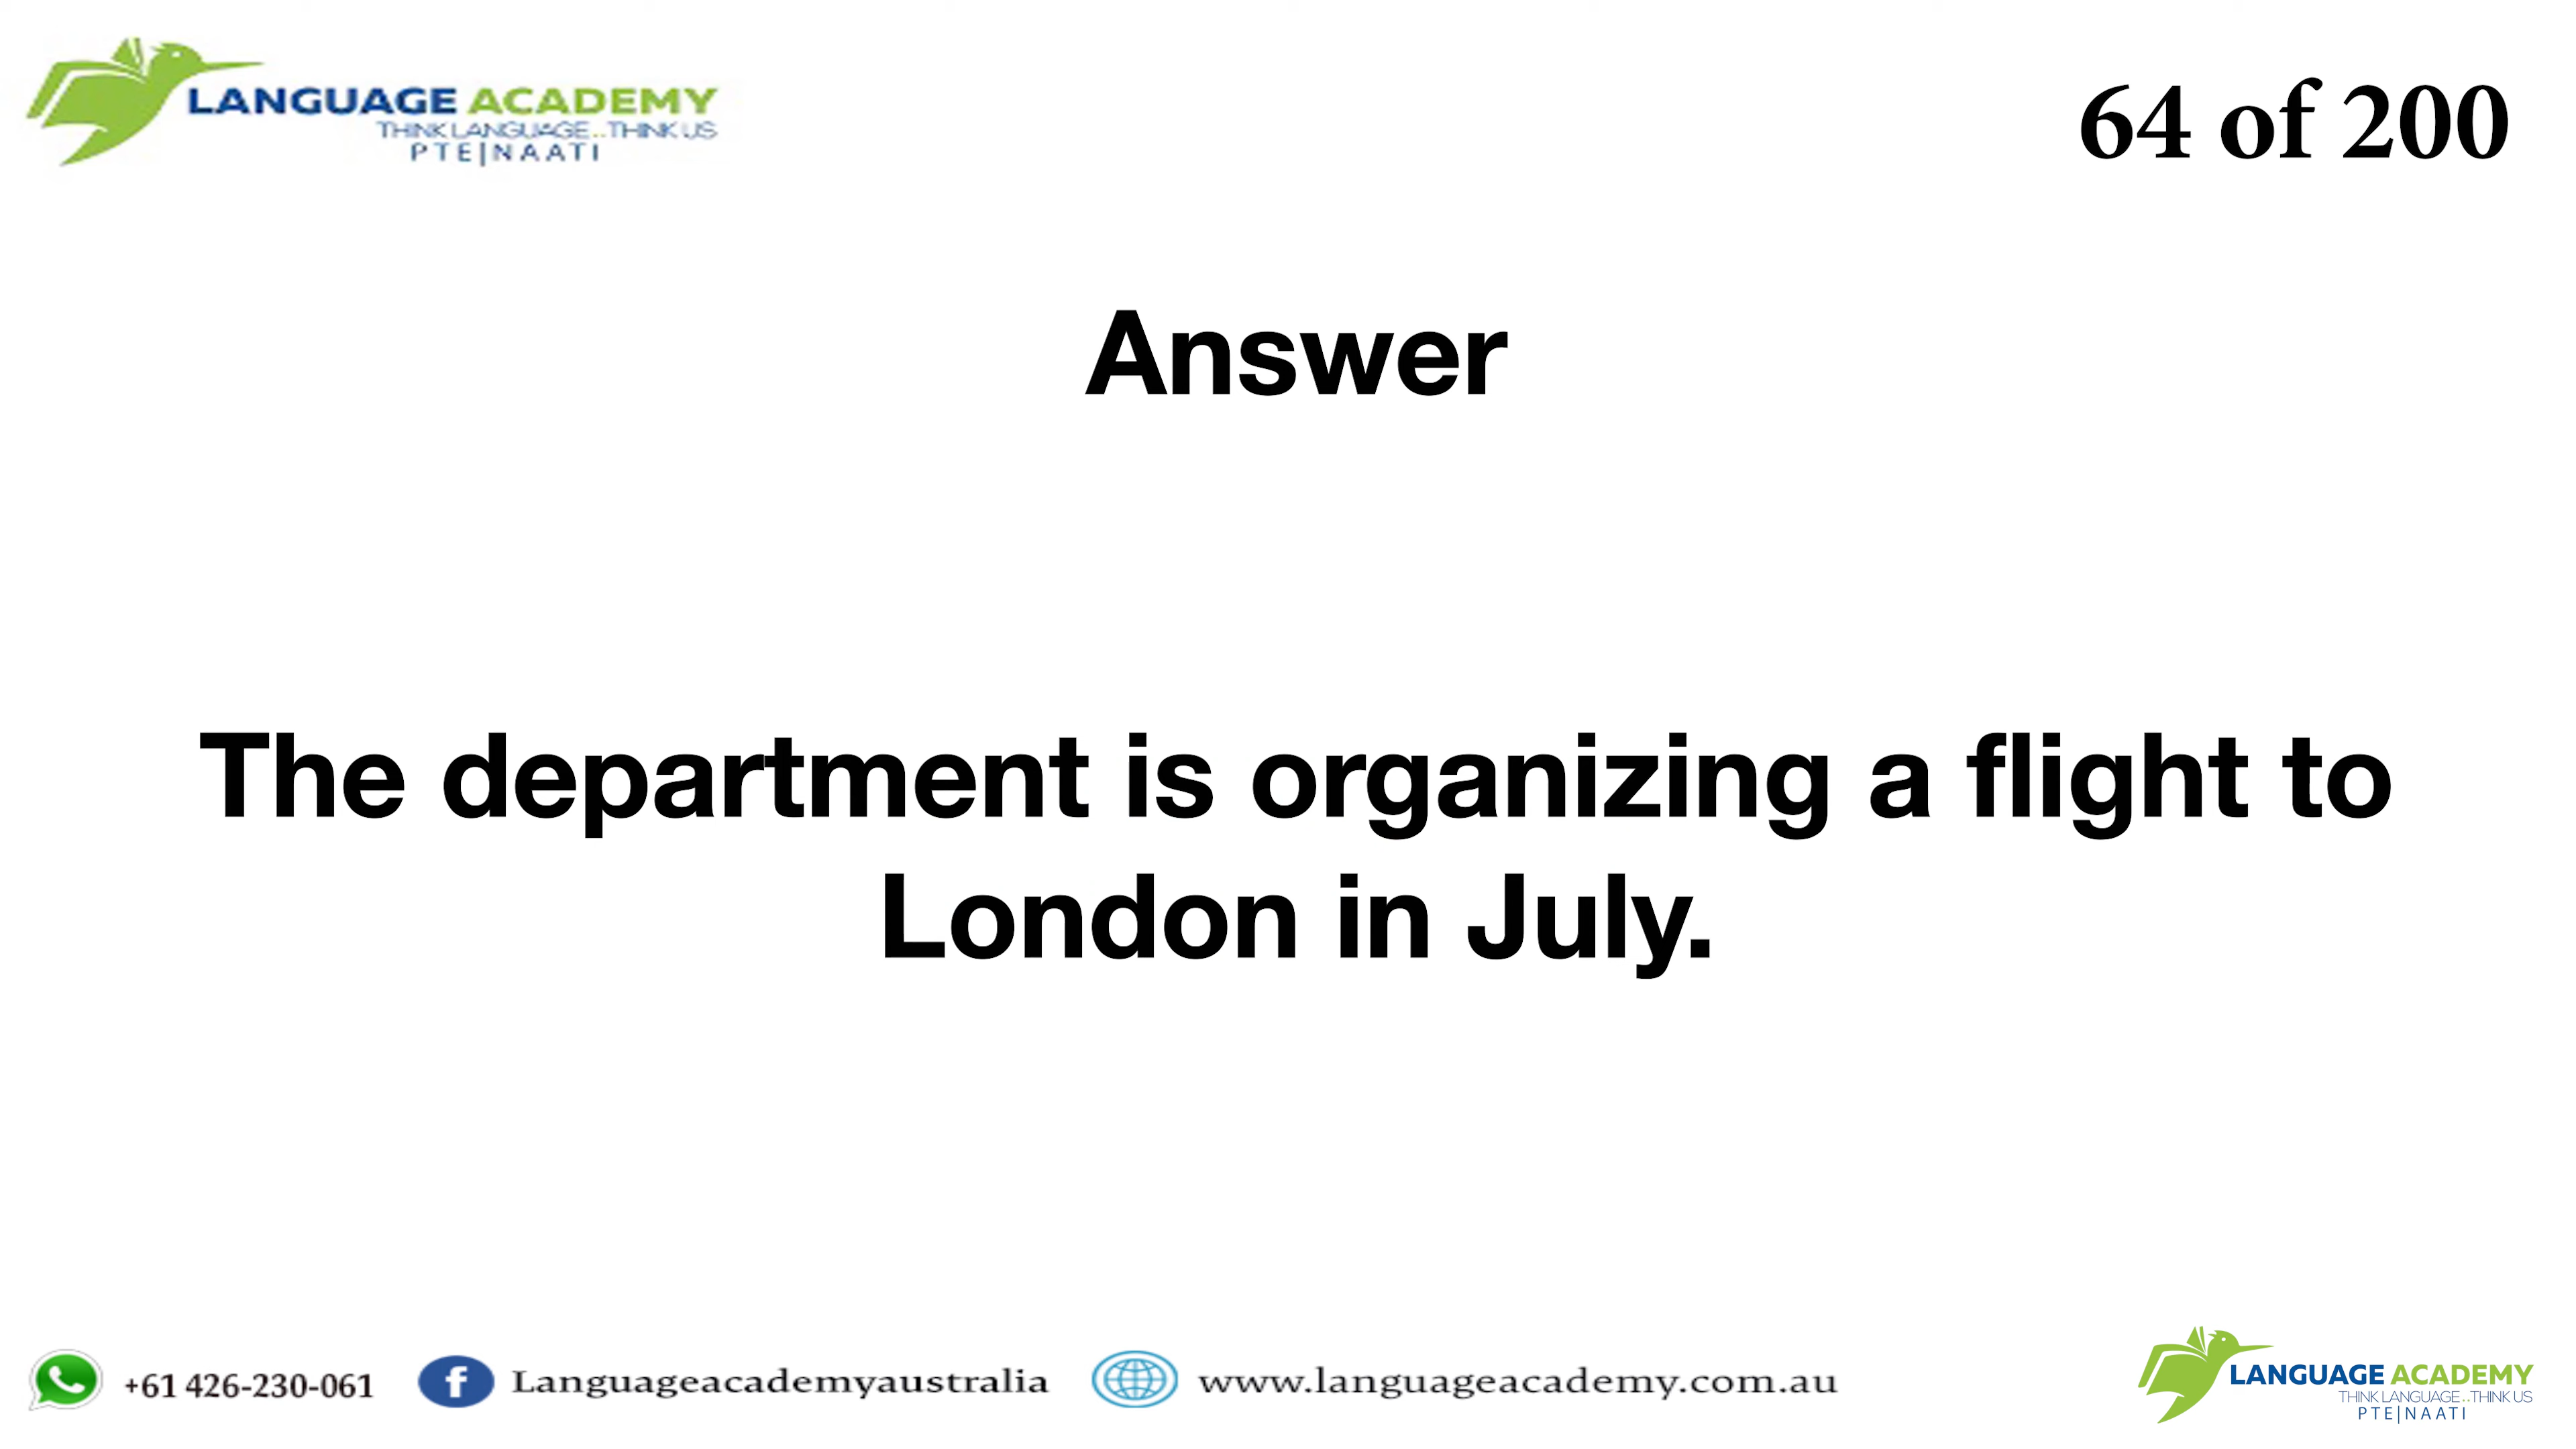 LANGUAGE ACADEMY
THINK LANGUAGE..THINK US
PTE|NAATI
64 of 200
Answer
The department is organizing a flight to
London in July.
+61 426-230-061
Languageacademyaustralia
www.languageacademy.com.au
LANGUAGE ACADEMY
THINK LANGUAGE..THINK US
PTE|NAATI